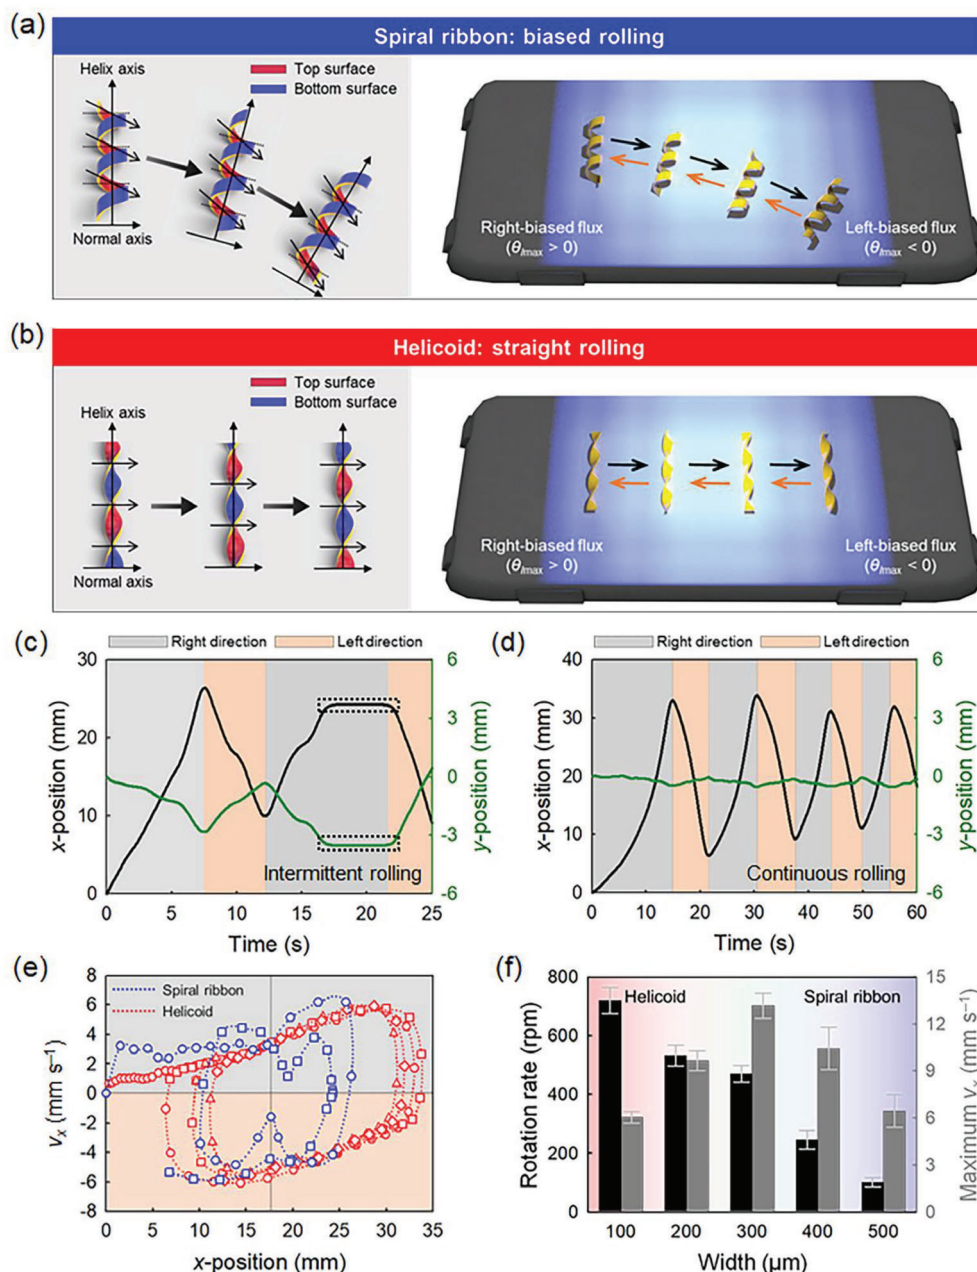 (a)
Spiral ribbon: biased rolling
Helix axis
Top surface
Bottom surface
Normal axis
Right-biased flux
(θlmax > 0)
Left-biased flux
(θlmax < 0)
(b)
Helicoid: straight rolling
Top surface
Bottom surface
Helix axis
Normal axis
Right-biased flux
(θlmax > 0)
Left-biased flux
(θlmax < 0)
(c)
Right direction
Left direction
30
20
10
0
x-position (mm)
6
3
0
-3
-6
y-position (mm)
Intermittent rolling
0 5 10 15 20 25
Time (s)
(d)
Right direction
Left direction
40
30
20
10
0
x-position (mm)
6
3
0
-3
-6
y-position (mm)
Continuous rolling
0 10 20 30 40 50 60
Time (s)
(e)
8
6
4
2
0
-2
-4
-6
-8
vx (mm s⁻¹)
Spiral ribbon
Helicoid
0 5 10 15 20 25 30 35
x-position (mm)
(f)
800
600
400
200
0
Rotation rate (rpm)
Helicoid
Spiral ribbon
15
12
9
6
3
0
Maximum vx (mm s⁻¹)
100 200 300 400 500
Width (μm)